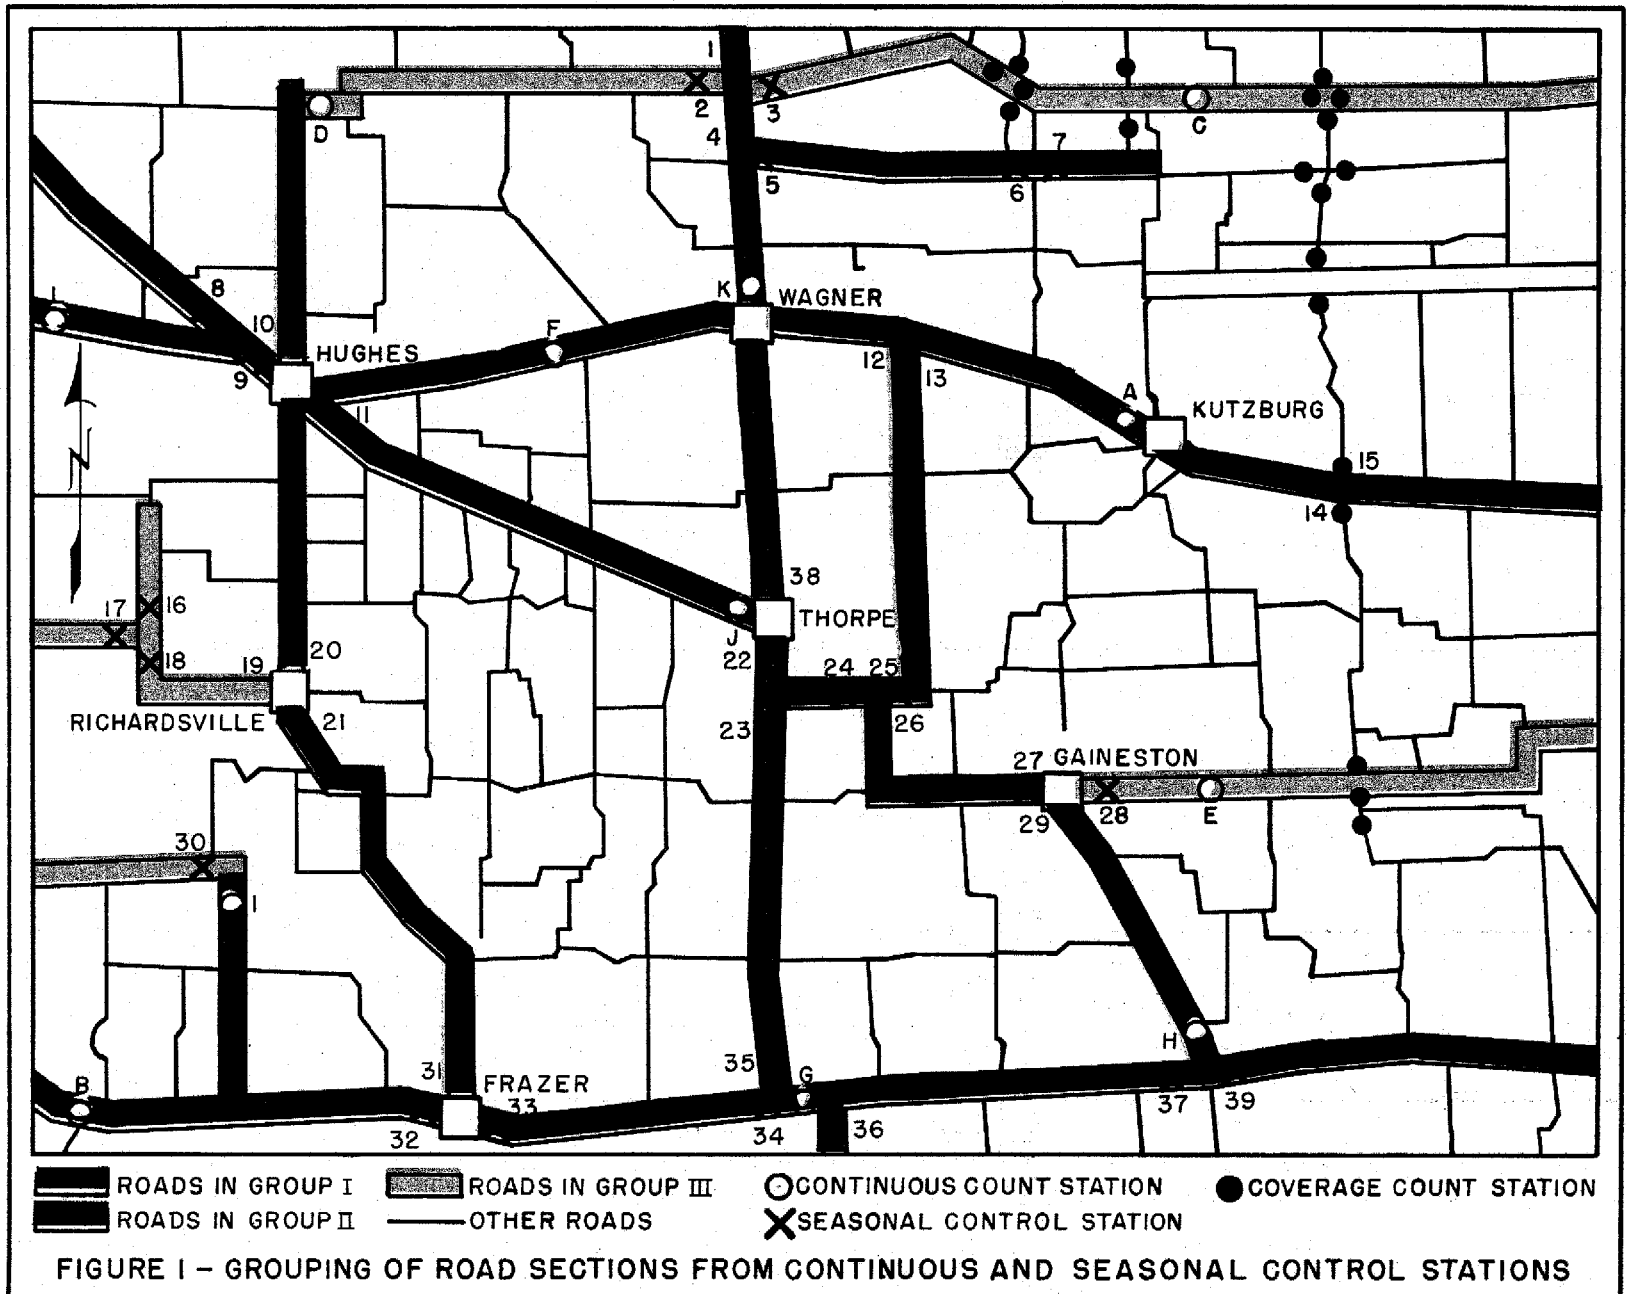 1
2
3
D
4
C
7
5
6
8
L
K
WAGNER
10
F
HUGHES
9
12
13
11
A
KUTZBURG
N
15
14
38
17
16
THORPE
J
18
19
20
22
24
25
RICHARDSVILLE
21
23
26
27
GAINESTON
29
28
E
30
I
H
35
31
B
FRAZER
G
33
37
39
32
34
36
ROADS IN GROUP I
ROADS IN GROUP III
CONTINUOUS COUNT STATION
COVERAGE COUNT STATION
ROADS IN GROUP II
OTHER ROADS
SEASONAL CONTROL STATION
FIGURE 1 – GROUPING OF ROAD SECTIONS FROM CONTINUOUS AND SEASONAL CONTROL STATIONS